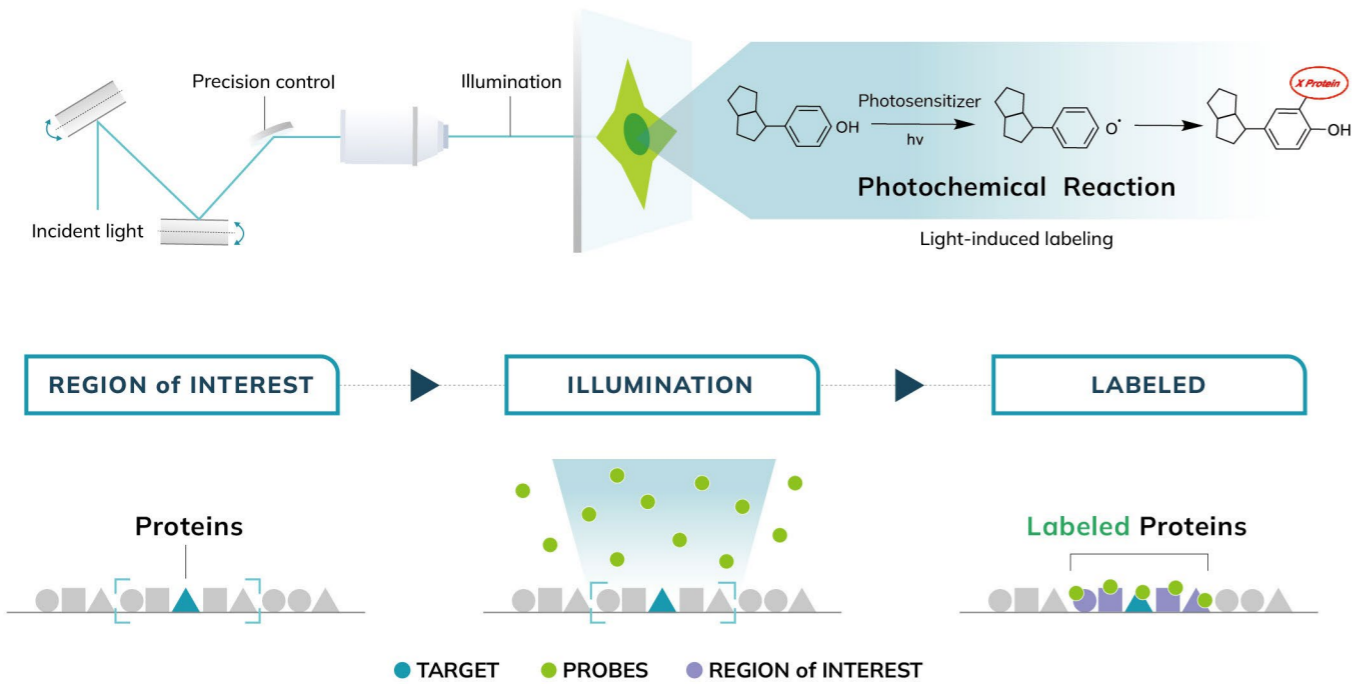 Precision control
Illumination
Incident light
OH
Photosensitizer
hv
O•
X Protein
OH
Photochemical Reaction
Light-induced labeling
REGION of INTEREST
ILLUMINATION
LABELED
Proteins
Labeled Proteins
TARGET
PROBES
REGION of INTEREST